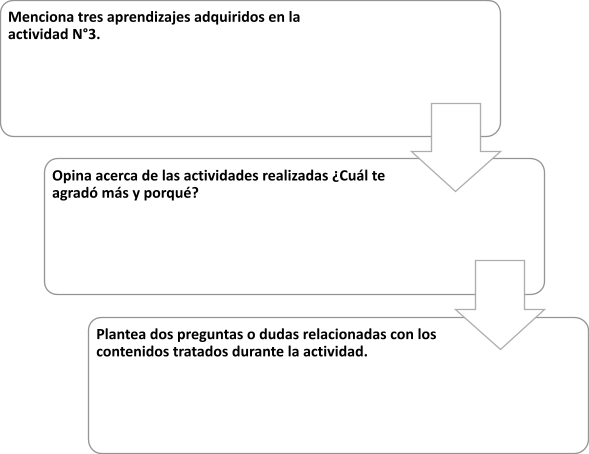 Menciona tres aprendizajes adquiridos en la
actividad N°3.
Opina acerca de las actividades realizadas ¿Cuál te
agradó más y porqué?
Plantea dos preguntas o dudas relacionadas con los
contenidos tratados durante la actividad.